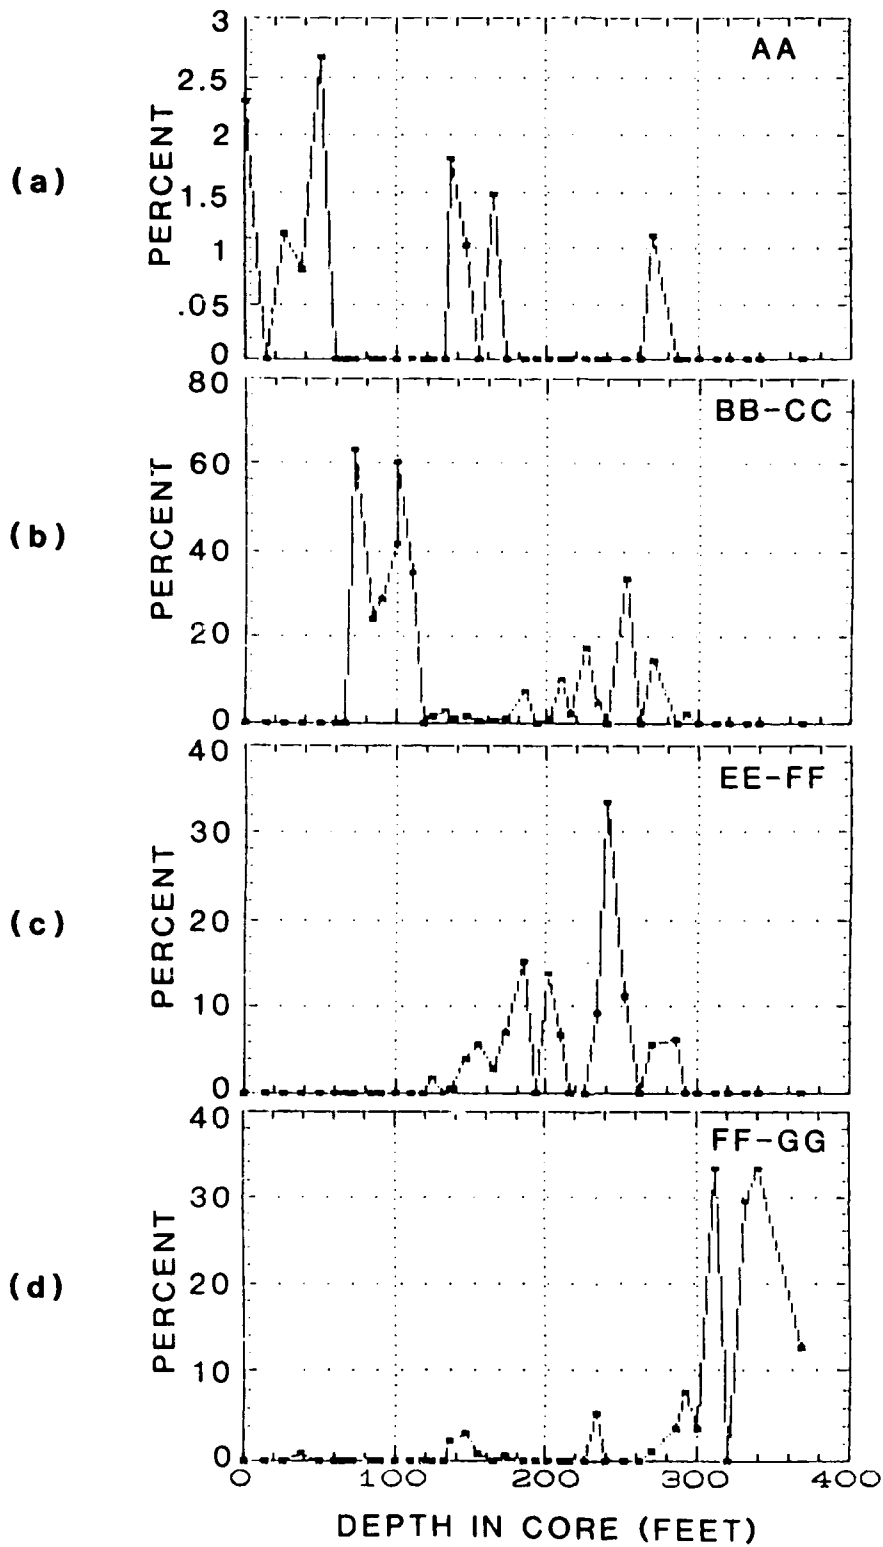 (a)
PERCENT
3
2.5
2
1.5
1
.05
0
AA
(b)
PERCENT
80
60
40
20
0
BB-CC
(c)
PERCENT
40
30
20
10
0
EE-FF
(d)
PERCENT
40
30
20
10
0
FF-GG
0 100 200 300 400
DEPTH IN CORE (FEET)